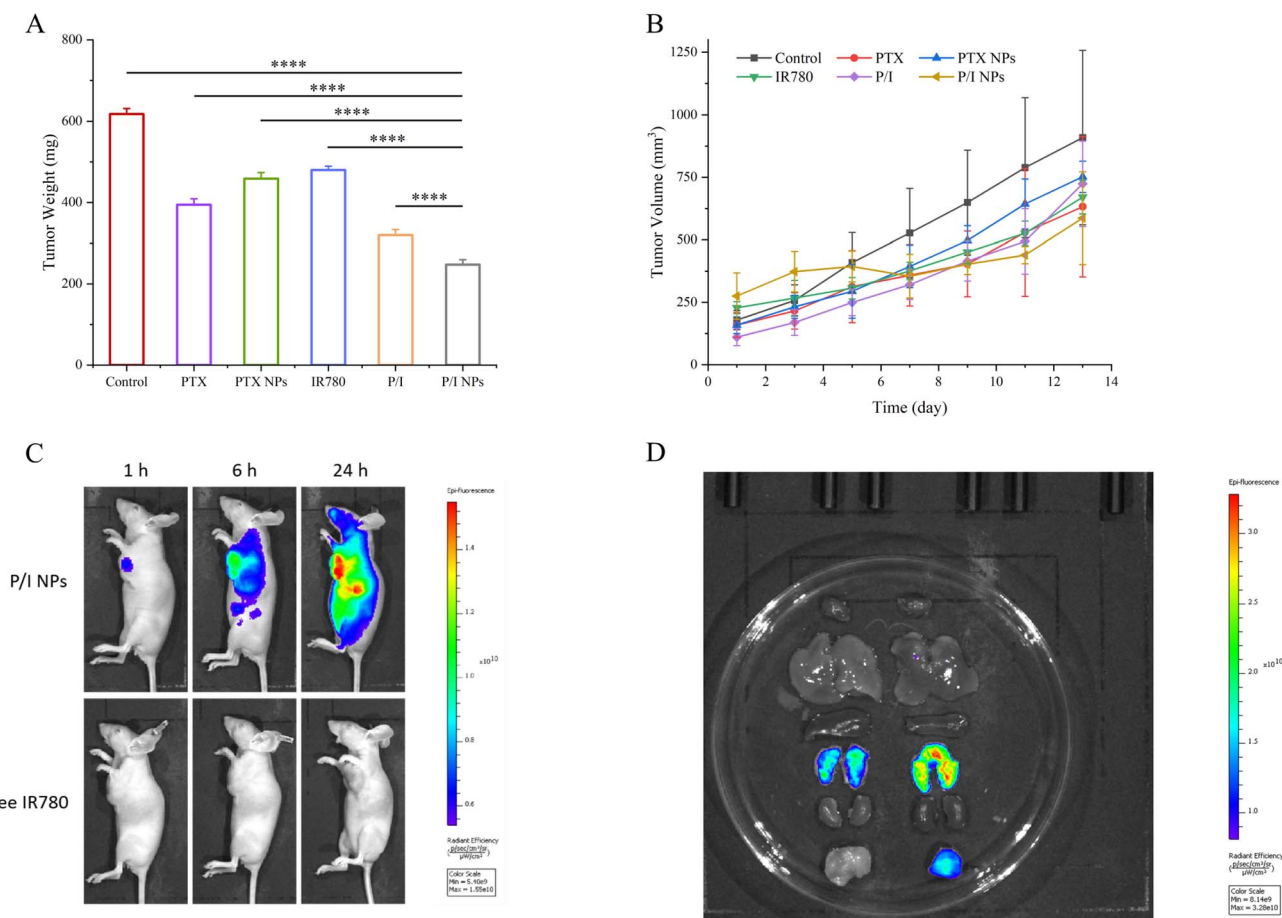 A
800
600
400
200
0
Tumor Weight (mg)
****
****
****
****
****
Control PTX PTX NPs IR780 P/I P/I NPs
B
1250
1000
750
500
250
0
Tumor Volume (mm³)
Control PTX PTX NPs
IR780 P/I P/I NPs
0 2 4 6 8 10 12 14
Time (day)
C
1 h 6 h 24 h
P/I NPs
ee IR780
Epi-fluorescence
1.4
1.2
x10¹⁰
1.0
0.8
0.6
Radiant Efficiency
(p/sec/cm²/sr
µW/cm²)
Color Scale
Min = 5.40e9
Max = 1.55e10
D
Epi-fluorescence
3.0
2.5
2.0
x10¹⁰
1.5
1.0
Radiant Efficiency
(p/sec/cm²/sr
µW/cm²)
Color Scale
Min = 8.14e9
Max = 3.28e10